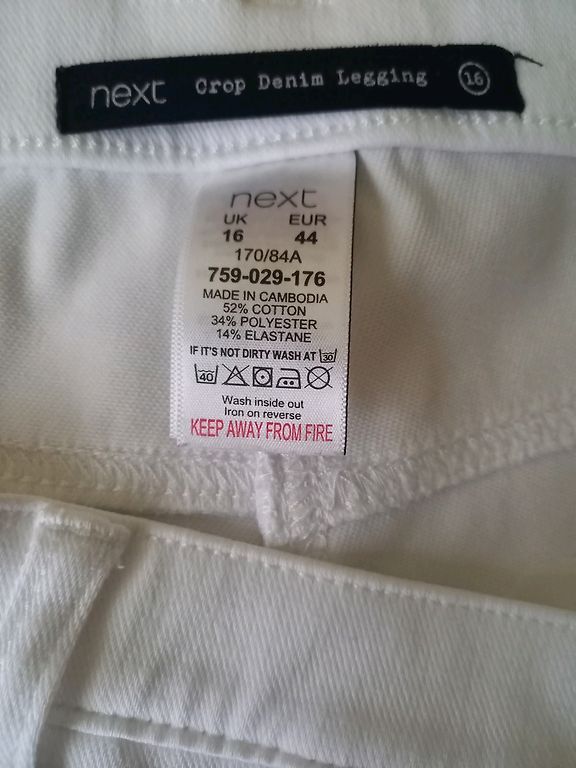 next Crop Denim Legging 16
next
UK EUR
16 44
170/84A
759-029-176
MADE IN CAMBODIA
52% COTTON
34% POLYESTER
14% ELASTANE
IF IT'S NOT DIRTY WASH AT 30
40
Wash inside out
Iron on reverse
KEEP AWAY FROM FIRE